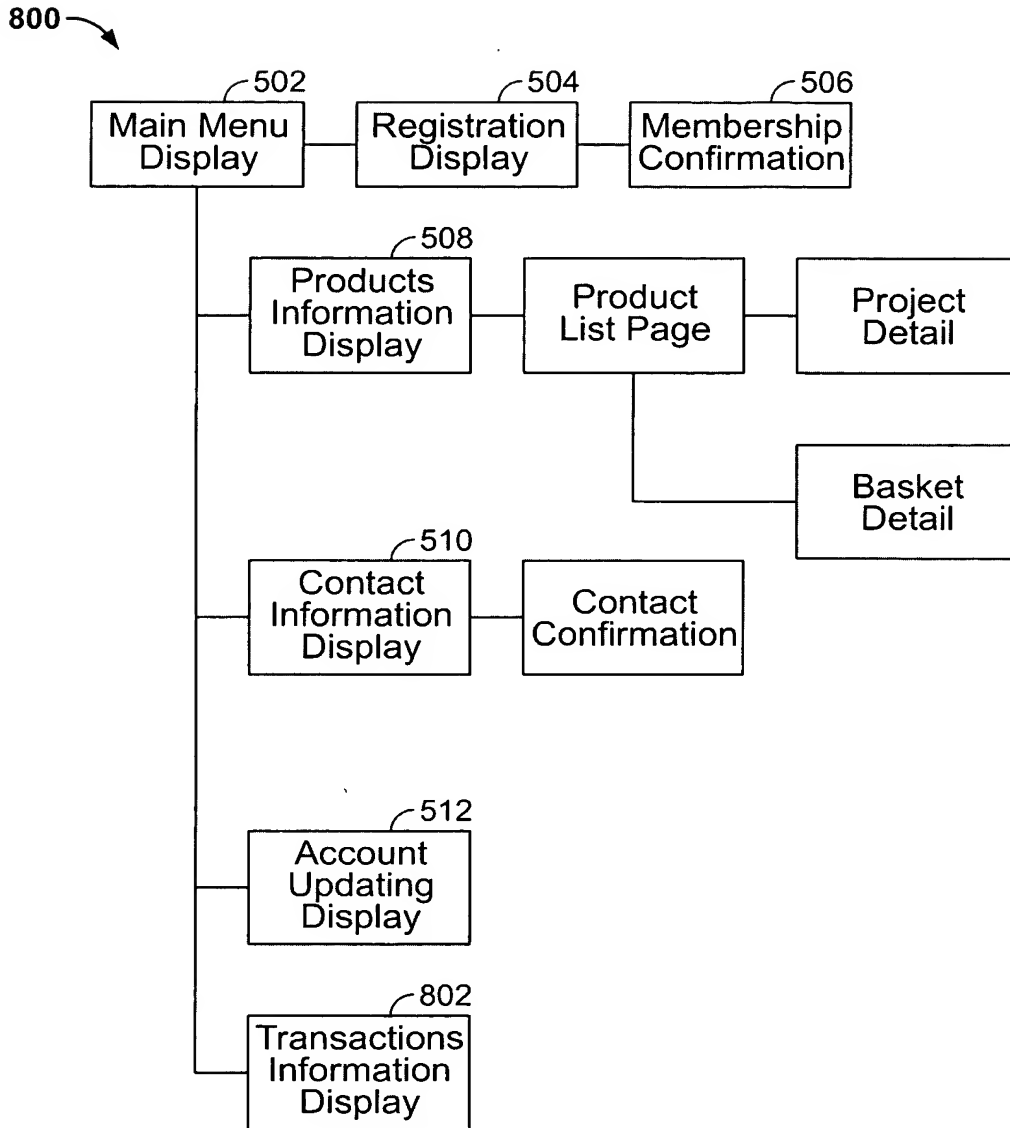 800
502
504
506
Main Menu
Display
Registration
Display
Membership
Confirmation
508
Products
Information
Display
Product
List Page
Project
Detail
Basket
Detail
510
Contact
Information
Display
Contact
Confirmation
512
Account
Updating
Display
802
Transactions
Information
Display